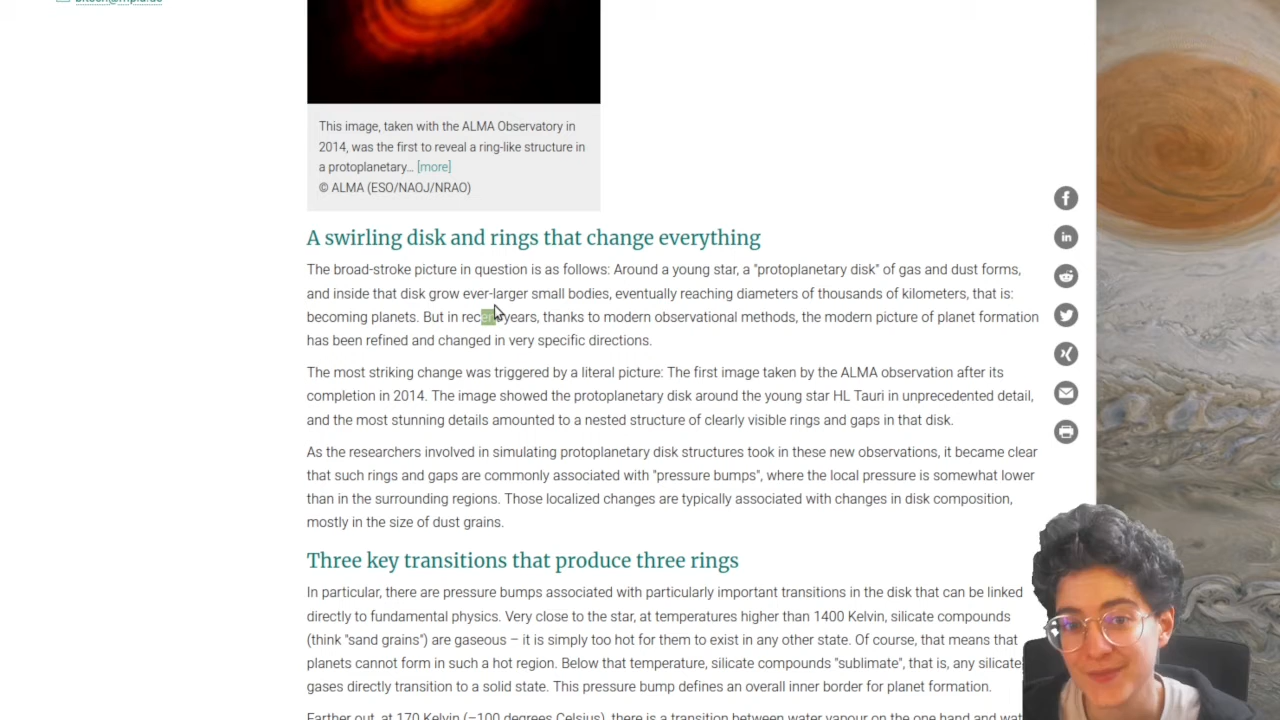 This image, taken with the ALMA Observatory in
2014, was the first to reveal a ring-like structure in
a protoplanetary... [more]
© ALMA (ESO/NAOJ/NRAO)
A swirling disk and rings that change everything
The broad-stroke picture in question is as follows: Around a young star, a "protoplanetary disk" of gas and dust forms,
and inside that disk grow ever-larger small bodies, eventually reaching diameters of thousands of kilometers, that is:
becoming planets. But in recent years, thanks to modern observational methods, the modern picture of planet formation
has been refined and changed in very specific directions.
The most striking change was triggered by a literal picture: The first image taken by the ALMA observation after its
completion in 2014. The image showed the protoplanetary disk around the young star HL Tauri in unprecedented detail,
and the most stunning details amounted to a nested structure of clearly visible rings and gaps in that disk.
As the researchers involved in simulating protoplanetary disk structures took in these new observations, it became clear
that such rings and gaps are commonly associated with "pressure bumps", where the local pressure is somewhat lower
than in the surrounding regions. Those localized changes are typically associated with changes in disk composition,
mostly in the size of dust grains.
Three key transitions that produce three rings
In particular, there are pressure bumps associated with particularly important transitions in the disk that can be linked
directly to fundamental physics. Very close to the star, at temperatures higher than 1400 Kelvin, silicate compounds
(think "sand grains") are gaseous – it is simply too hot for them to exist in any other state. Of course, that means that
planets cannot form in such a hot region. Below that temperature, silicate compounds "sublimate", that is, any silicate
gases directly transition to a solid state. This pressure bump defines an overall inner border for planet formation.
Farther out, at 170 Kelvin (–100 degrees Celsius), there is a transition between water vapour on the one hand and